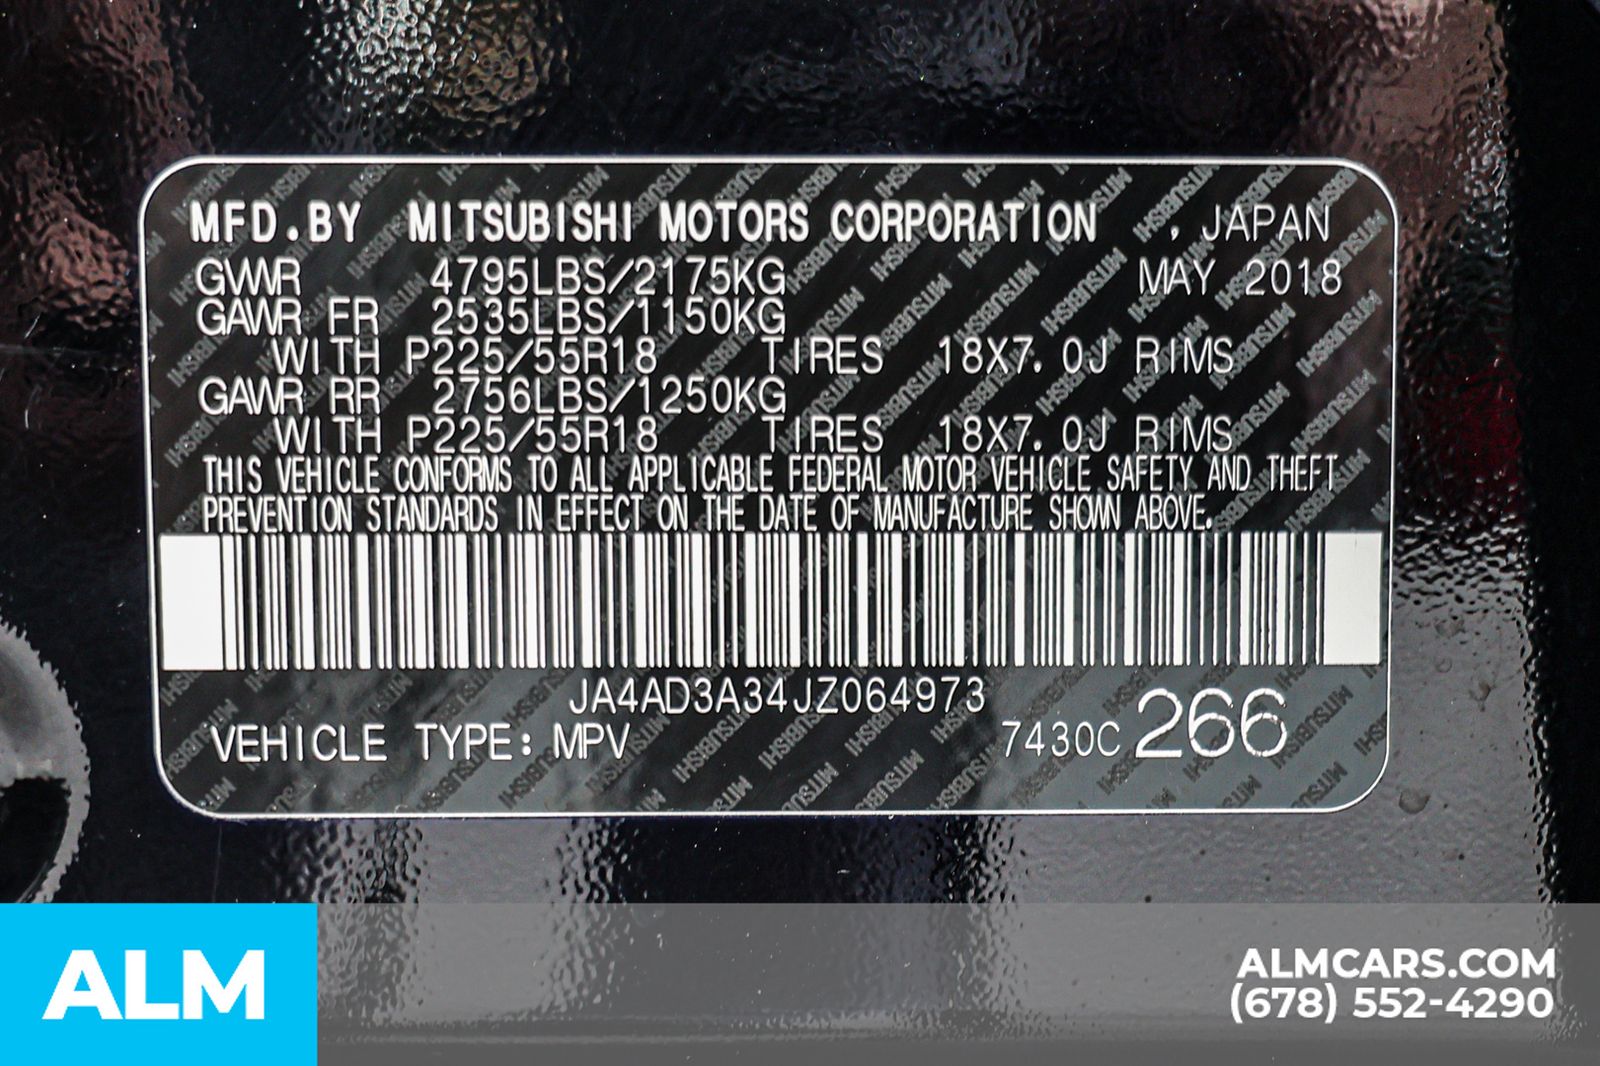 MFD.BY MITSUBISHI MOTORS CORPORATION , JAPAN
GVWR 4795LBS/2175KG MAY 2018
GAWR FR 2535LBS/1150KG
WITH P225/55R18 TIRES 18X7.0J RIMS
GAWR RR 2756LBS/1250KG
WITH P225/55R18 TIRES 18X7.0J RIMS
THIS VEHICLE CONFORMS TO ALL APPLICABLE FEDERAL MOTOR VEHICLE SAFETY AND THEFT
PREVENTION STANDARDS IN EFFECT ON THE DATE OF MANUFACTURE SHOWN ABOVE.
JA4AD3A34JZ064973
VEHICLE TYPE: MPV 7430C 266
ALM
ALMCARS.COM
(678) 552-4290